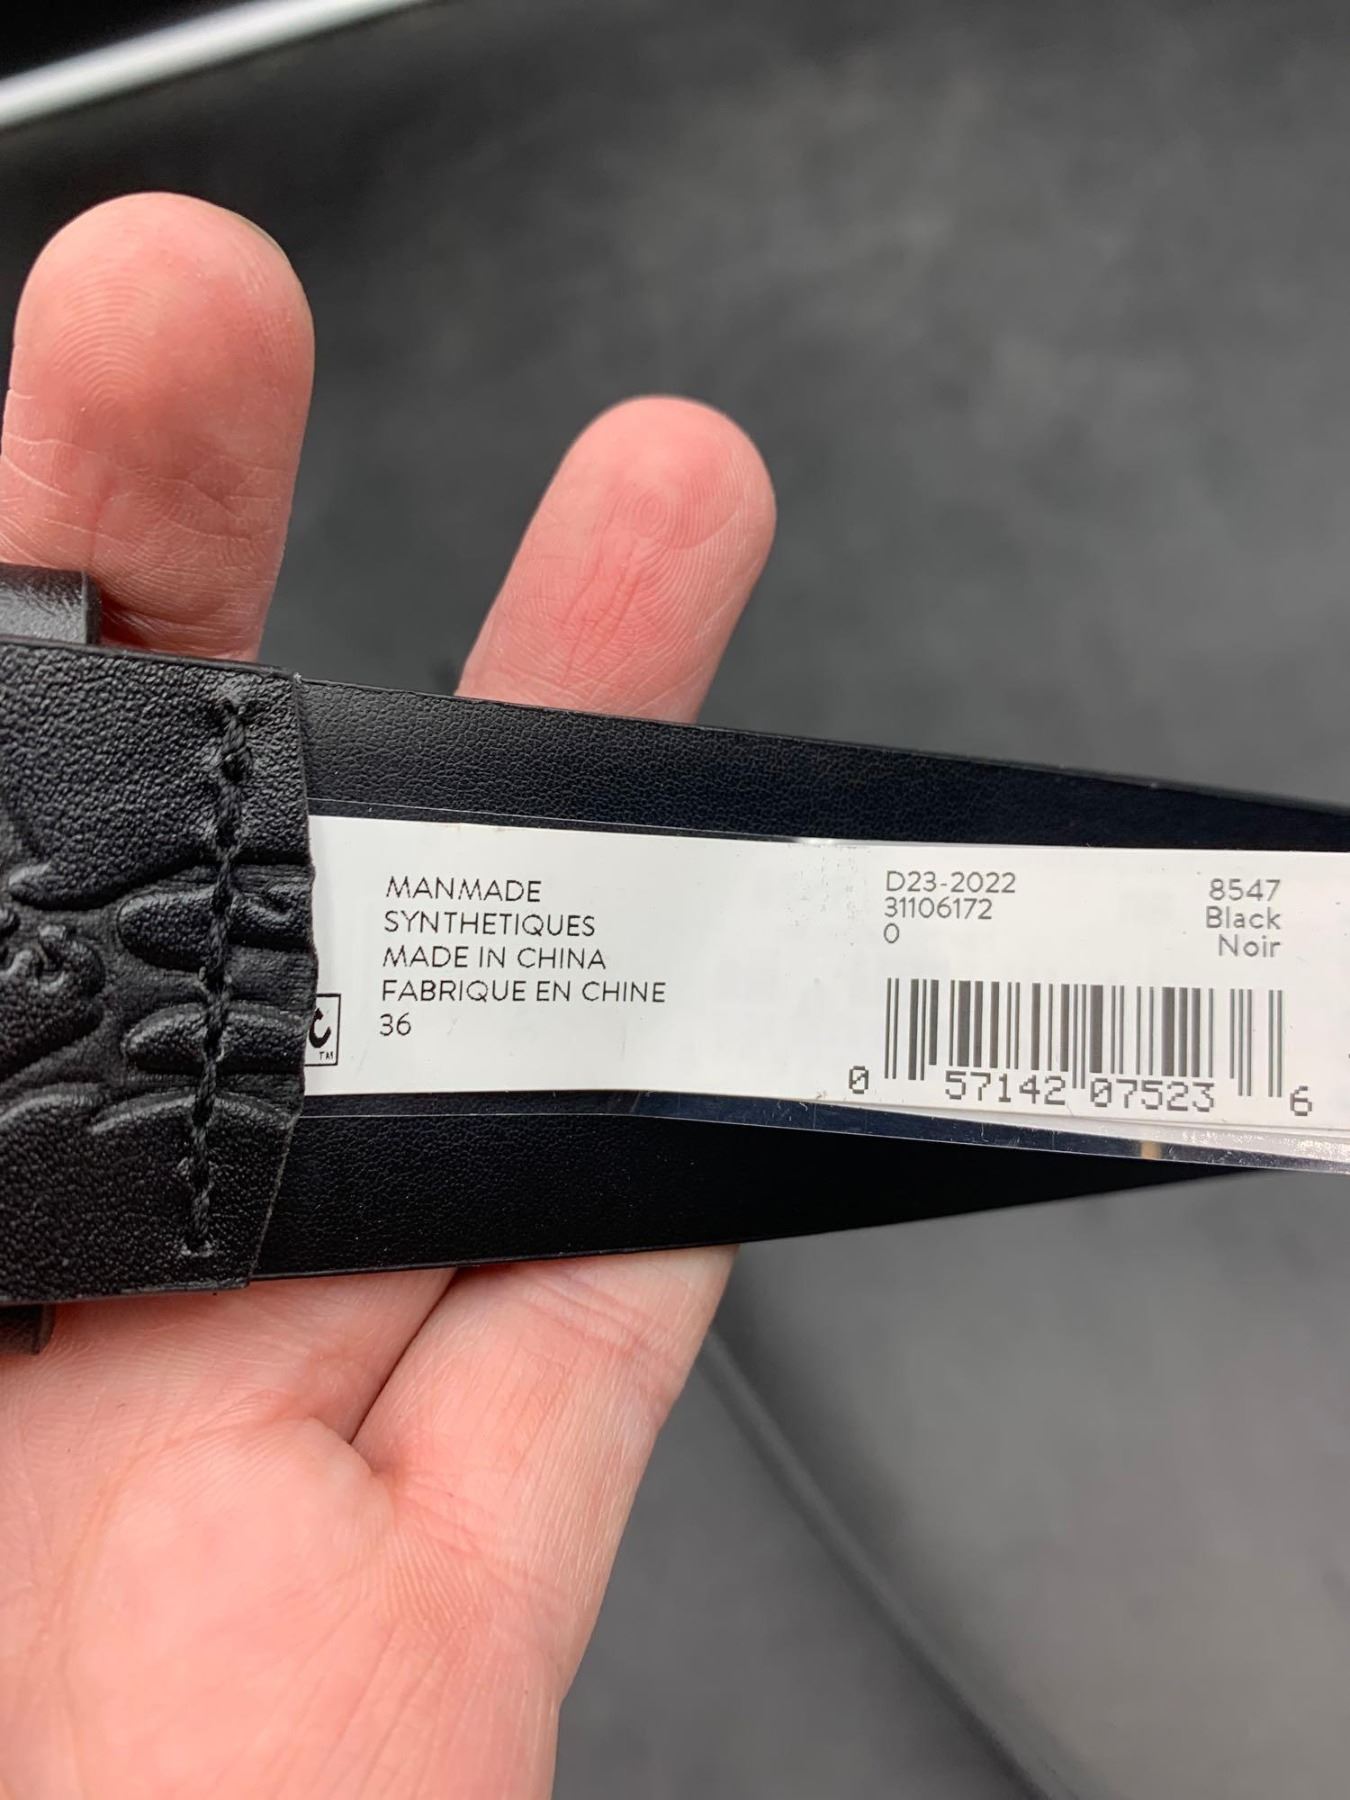 MANMADE
SYNTHETIQUES
MADE IN CHINA
FABRIQUE EN CHINE
36
C
TM
D23-2022
31106172
0
8547
Black
Noir
0 57142 07523 6